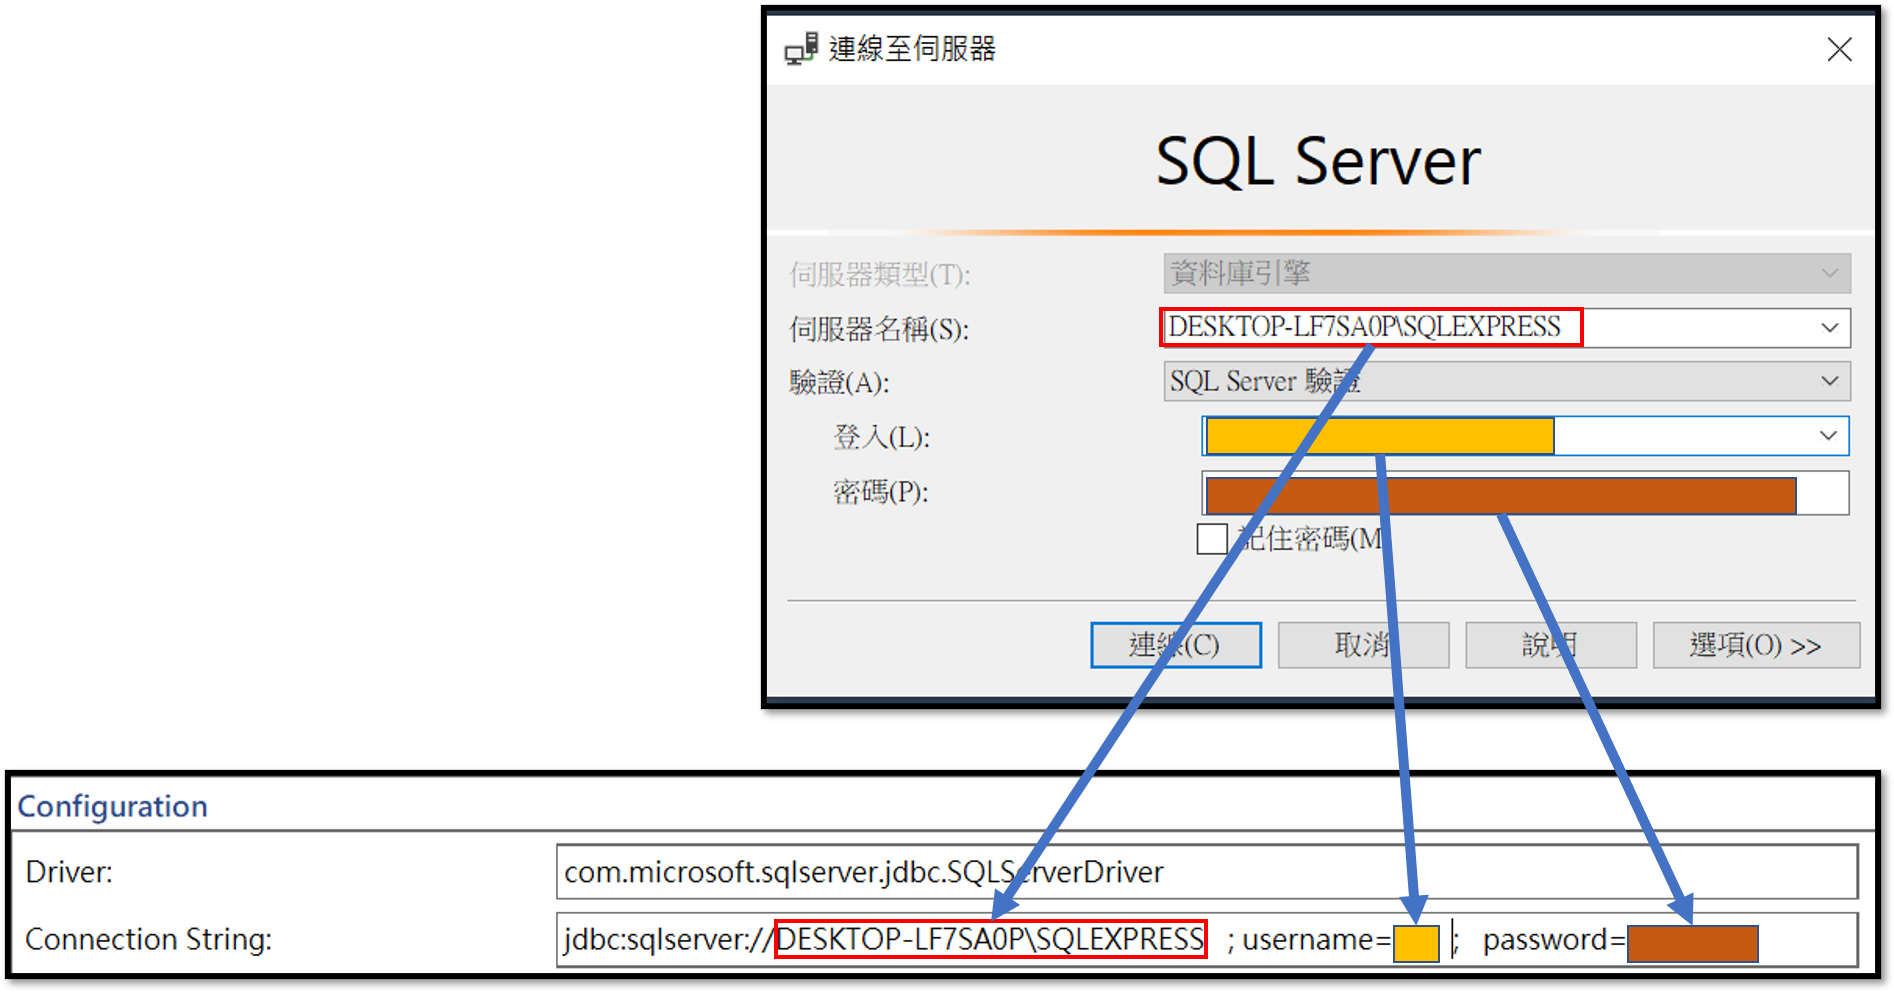 連線至伺服器
SQL Server
伺服器類型(T): 資料庫引擎
伺服器名稱(S): DESKTOP-LF7SA0P\SQLEXPRESS
驗證(A): SQL Server 驗證
登入(L):
密碼(P):
記住密碼(M
連線(C) 取消 說明 選項(O) >>
Configuration
Driver: com.microsoft.sqlserver.jdbc.SQLServerDriver
Connection String: jdbc:sqlserver://DESKTOP-LF7SA0P\SQLEXPRESS ; username= ; password=